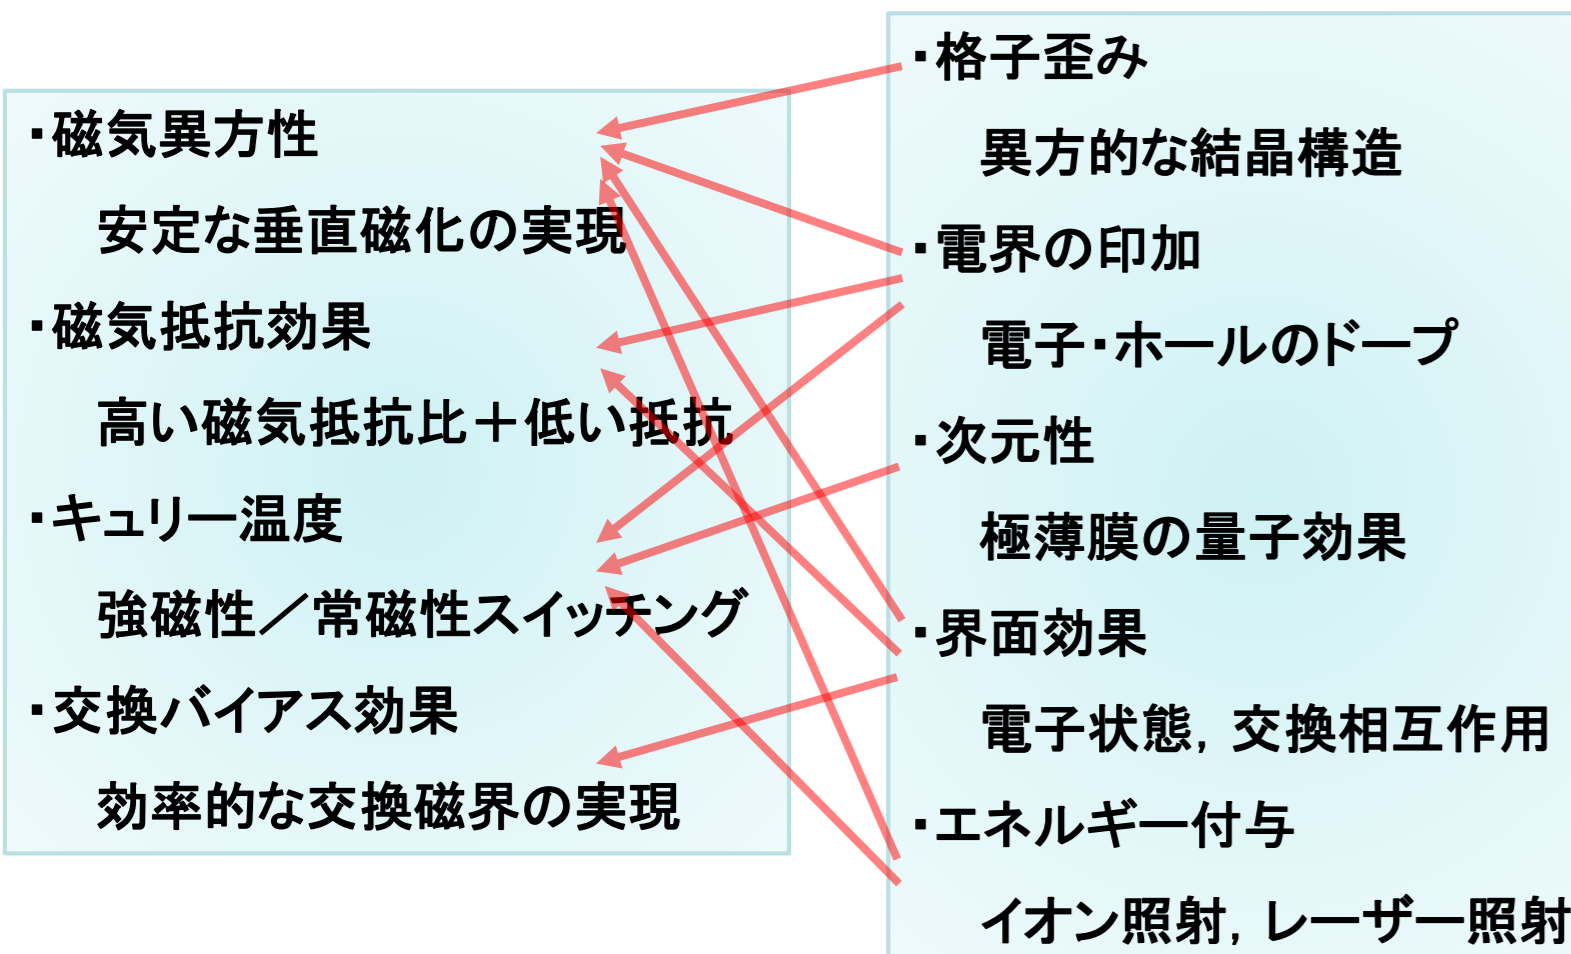 ・磁気異方性
安定な垂直磁化の実現
・磁気抵抗効果
高い磁気抵抗比＋低い抵抗
・キュリー温度
強磁性／常磁性スイッチング
・交換バイアス効果
効率的な交換磁界の実現
・格子歪み
異方的な結晶構造
・電界の印加
電子・ホールのドープ
・次元性
極薄膜の量子効果
・界面効果
電子状態, 交換相互作用
・エネルギー付与
イオン照射, レーザー照射